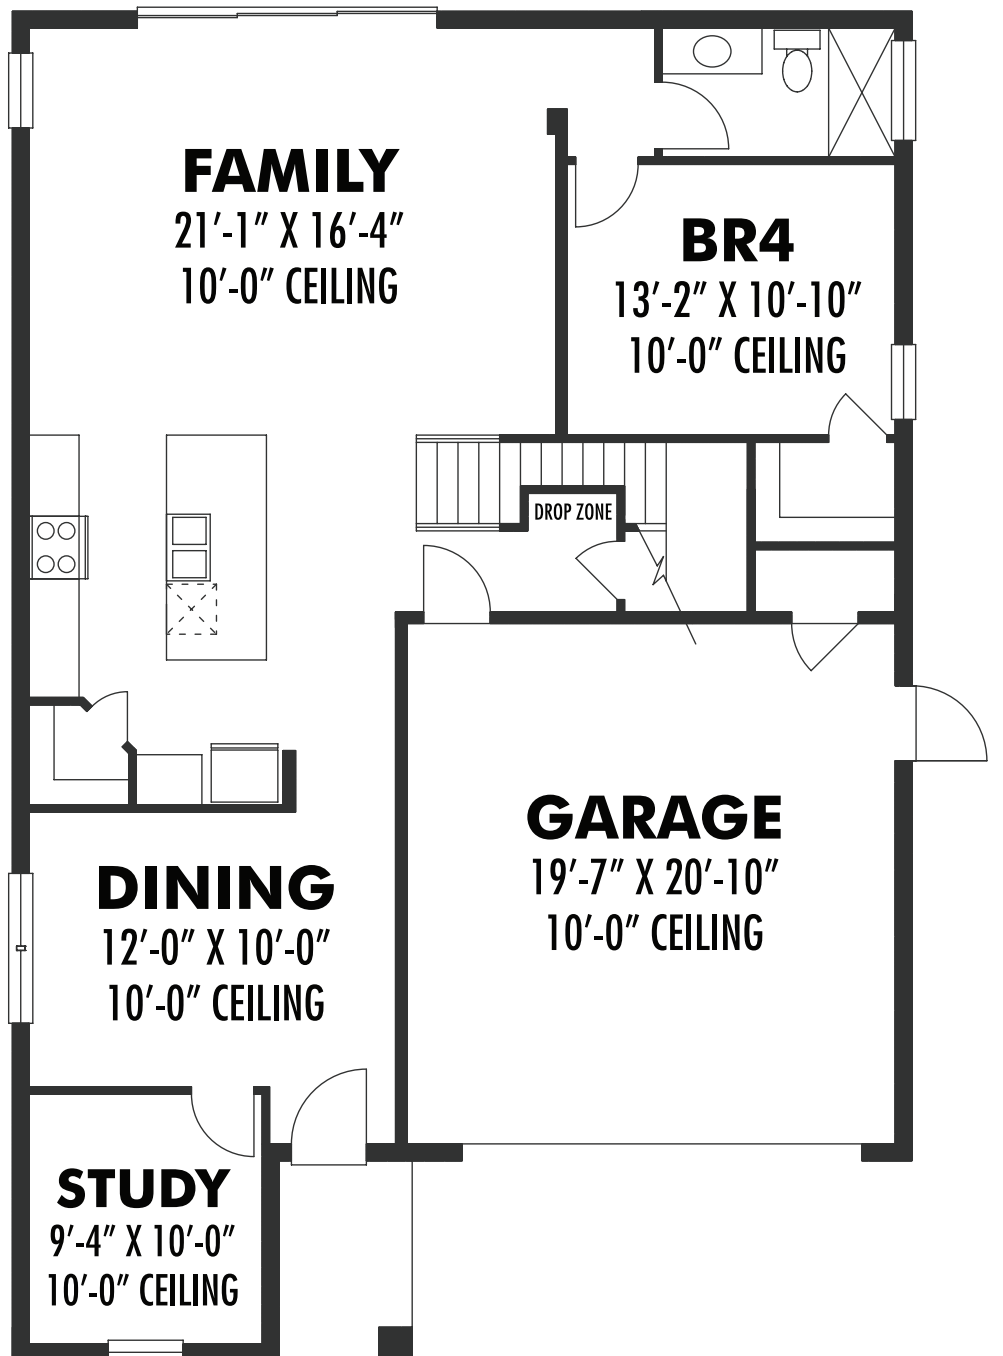 FAMILY
21′-1″ X 16′-4″
10′-0″ CEILING
BR4
13′-2″ X 10′-10″
10′-0″ CEILING
DROP ZONE
GARAGE
19′-7″ X 20′-10″
10′-0″ CEILING
DINING
12′-0″ X 10′-0″
10′-0″ CEILING
STUDY
9′-4″ X 10′-0″
10′-0″ CEILING